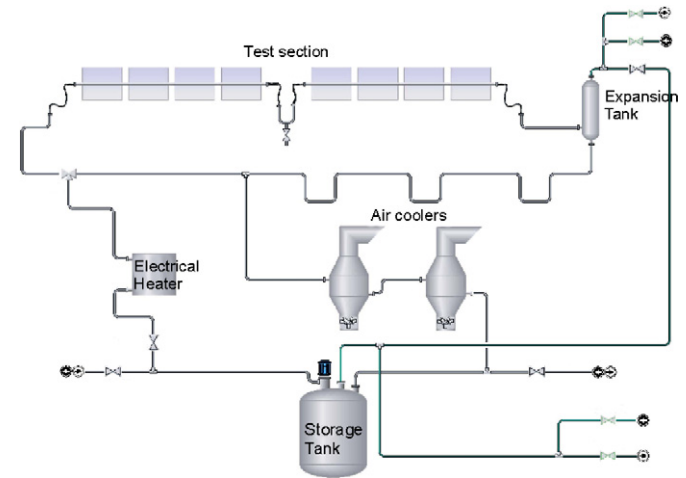 Test section
Expansion
Tank
Air coolers
Electrical
Heater
Storage
Tank